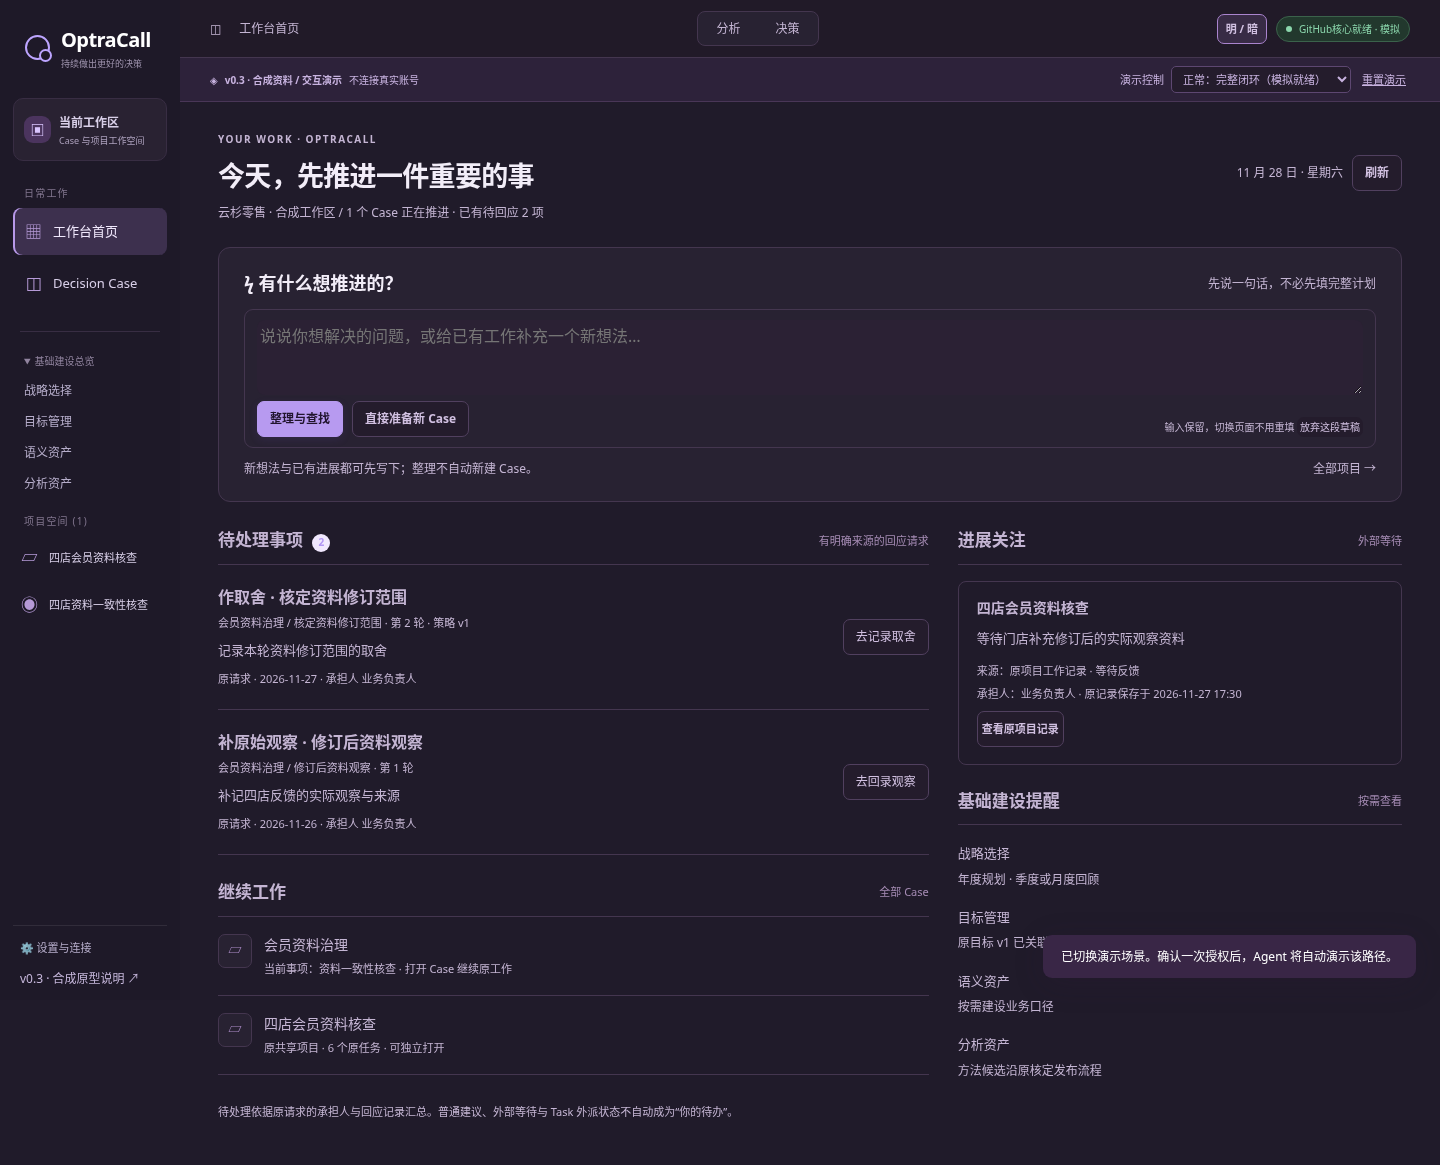 OptraCall
持续做出更好的决策
当前工作区
Case 与项目工作空间
日常工作
工作台首页
Decision Case
▼ 基础建设总览
战略选择
目标管理
语义资产
分析资产
项目空间 (1)
四店会员资料核查
四店资料一致性核查
⚙️ 设置与连接
v0.3 · 合成原型说明 ↗
工作台首页
分析
决策
明 / 暗
GitHub核心就绪 · 模拟
◈ v0.3 · 合成资料 / 交互演示 不连接真实账号
演示控制
正常：完整闭环（模拟就绪）
重置演示
YOUR WORK · OPTRACALL
今天，先推进一件重要的事
云杉零售 · 合成工作区 / 1 个 Case 正在推进 · 已有待回应 2 项
11 月 28 日 · 星期六
刷新
ϟ 有什么想推进的？
先说一句话，不必先填完整计划
说说你想解决的问题，或给已有工作补充一个新想法…
整理与查找
直接准备新 Case
输入保留，切换页面不用重填
放弃这段草稿
新想法与已有进展都可先写下；整理不自动新建 Case。
全部项目 →
待处理事项 2
有明确来源的回应请求
作取舍 · 核定资料修订范围
会员资料治理 / 核定资料修订范围 · 第 2 轮 · 策略 v1
记录本轮资料修订范围的取舍
原请求 · 2026-11-27 · 承担人 业务负责人
去记录取舍
补原始观察 · 修订后资料观察
会员资料治理 / 修订后资料观察 · 第 1 轮
补记四店反馈的实际观察与来源
原请求 · 2026-11-26 · 承担人 业务负责人
去回录观察
继续工作
全部 Case
会员资料治理
当前事项：资料一致性核查 · 打开 Case 继续原工作
四店会员资料核查
原共享项目 · 6 个原任务 · 可独立打开
待处理依据原请求的承担人与回应记录汇总。普通建议、外部等待与 Task 外派状态不自动成为“你的待办”。
进展关注
外部等待
四店会员资料核查
等待门店补充修订后的实际观察资料
来源：原项目工作记录 · 等待反馈
承担人：业务负责人 · 原记录保存于 2026-11-27 17:30
查看原项目记录
基础建设提醒
按需查看
战略选择
年度规划 · 季度或月度回顾
目标管理
原目标 v1 已关
已切换演示场景。确认一次授权后，Agent 将自动演示该路径。
语义资产
按需建设业务口径
分析资产
方法候选沿原核定发布流程